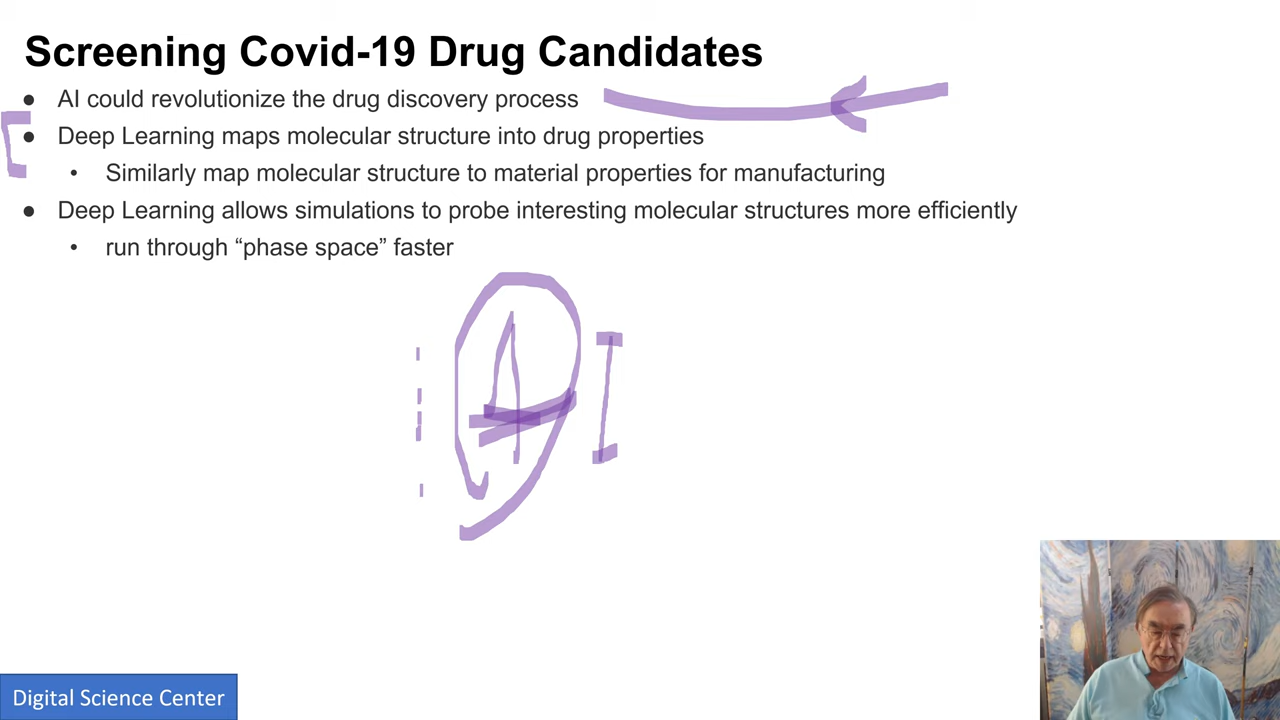 Screening Covid-19 Drug Candidates
● AI could revolutionize the drug discovery process
● Deep Learning maps molecular structure into drug properties
• Similarly map molecular structure to material properties for manufacturing
● Deep Learning allows simulations to probe interesting molecular structures more efficiently
• run through “phase space” faster
AI
Digital Science Center